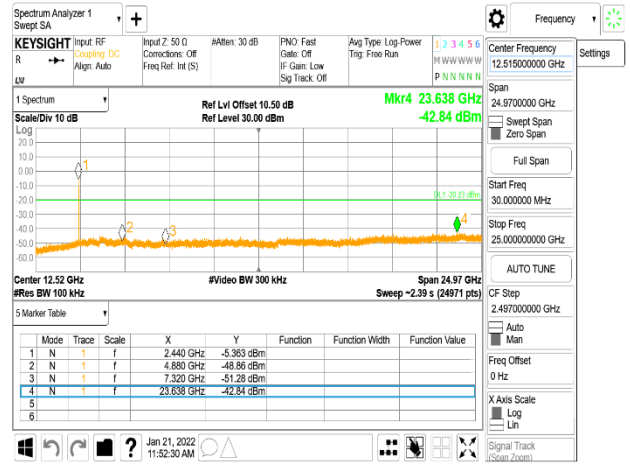 Spectrum Analyzer 1
Swept SA
+
Frequency
KEYSIGHT
R
Input: RF
Coupling: DC
Align: Auto
Input Z: 50 Ω
Corrections: Off
Freq Ref: Int (S)
#Atten: 30 dB
PNO: Fast
Gate: Off
IF Gain: Low
Sig Track: Off
Avg Type: Log-Power
Trig: Free Run
1 2 3 4 5 6
M W W W W W
P N N N N N
Center Frequency
12.515000000 GHz
Settings
1 Spectrum
Scale/Div 10 dB
Ref Lvl Offset 10.50 dB
Ref Level 30.00 dBm
Mkr4 23.638 GHz
-42.84 dBm
Log
20.0
10.0
0.00
-10.0
-20.0
-30.0
-40.0
-50.0
-60.0
1
2
3
4
DL1 -20.23 dBm
Center 12.52 GHz
#Res BW 100 kHz
#Video BW 300 kHz
Span 24.97 GHz
Sweep ~2.39 s (24971 pts)
Span
24.9700000 GHz
Swept Span
Zero Span
Full Span
Start Freq
30.000000 MHz
Stop Freq
25.000000000 GHz
AUTO TUNE
CF Step
2.497000000 GHz
Auto
Man
Freq Offset
0 Hz
X Axis Scale
Log
Lin
Signal Track
(Span Zoom)
5 Marker Table
Mode Trace Scale X Y Function Function Width Function Value
1 N 1 f 2.440 GHz -5.363 dBm
2 N 1 f 4.880 GHz -48.86 dBm
3 N 1 f 7.320 GHz -51.28 dBm
4 N 1 f 23.638 GHz -42.84 dBm
5
6
?
Jan 21, 2022
11:52:30 AM